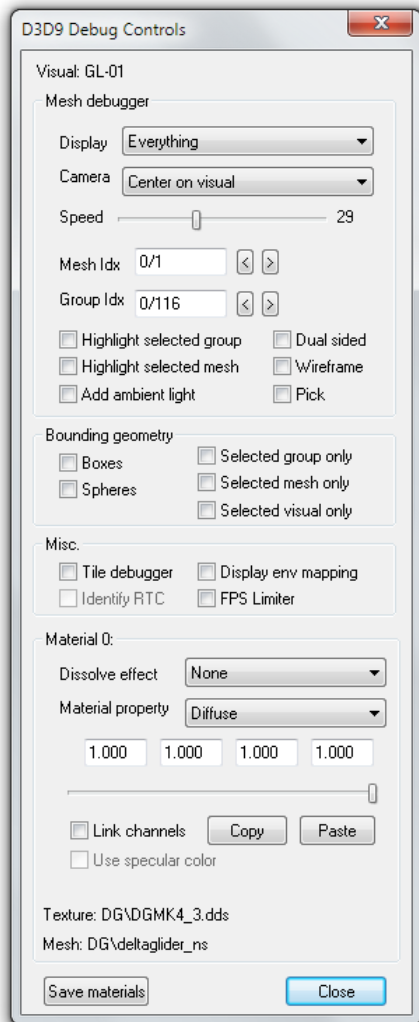 D3D9 Debug Controls
Visual: GL-01
Mesh debugger
Display Everything
Camera Center on visual
Speed 29
Mesh Idx 0/1 < >
Group Idx 0/116 < >
Highlight selected group Dual sided
Highlight selected mesh Wireframe
Add ambient light Pick
Bounding geometry
Boxes Selected group only
Spheres Selected mesh only
Selected visual only
Misc.
Tile debugger Display env mapping
Identify RTC FPS Limiter
Material 0:
Dissolve effect None
Material property Diffuse
1.000 1.000 1.000 1.000
Link channels Copy Paste
Use specular color
Texture: DG\DGMK4_3.dds
Mesh: DG\deltaglider_ns
Save materials Close